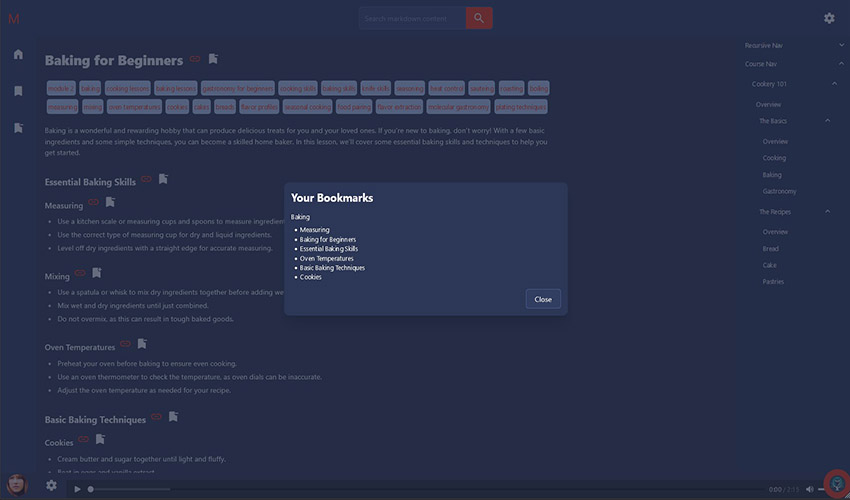 M
Search markdown content
Baking for Beginners
module 2 baking cooking lessons baking recipes gastronomy for beginners cooking skills baking skills knife skills seasoning heat control sauteing roasting boiling
measuring mixing oven temperatures cookies cakes breads flavor profiles seasonal cooking food pairing flavor extraction molecular gastronomy plating techniques
Baking is a wonderful and rewarding hobby that can produce delicious treats for you and your loved ones. If you're new to baking, don't worry! With a few basic
ingredients and some simple techniques, you can become a skilled home baker. In this lesson, we'll cover some essential baking skills and techniques to help you
get started.
Essential Baking Skills
Measuring
Use a kitchen scale or measuring cups and spoons to measure ingredien
Use the correct type of measuring cup for dry and liquid ingredients.
Level off dry ingredients with a straight edge for accurate measuring.
Mixing
Use a spatula or whisk to mix dry ingredients together before adding we
Mix wet and dry ingredients until just combined.
Do not overmix, as this can result in tough baked goods.
Oven Temperatures
Preheat your oven before baking to ensure even cooking.
Use an oven thermometer to check the temperature, as oven dials can be inaccurate.
Adjust the oven temperature as needed for your recipe.
Basic Baking Techniques
Cookies
Cream butter and sugar together until light and fluffy.
Beat in eggs and vanilla extract.
Your Bookmarks
Baking
Measuring
Baking for Beginners
Essential Baking Skills
Oven Temperatures
Basic Baking Techniques
Cookies
Close
Recursive Nav
Course Nav
Cookery 101
Overview
The Basics
Overview
Cooking
Baking
Gastronomy
The Recipes
Overview
Bread
Cake
Pastries
0:00 / 2:13